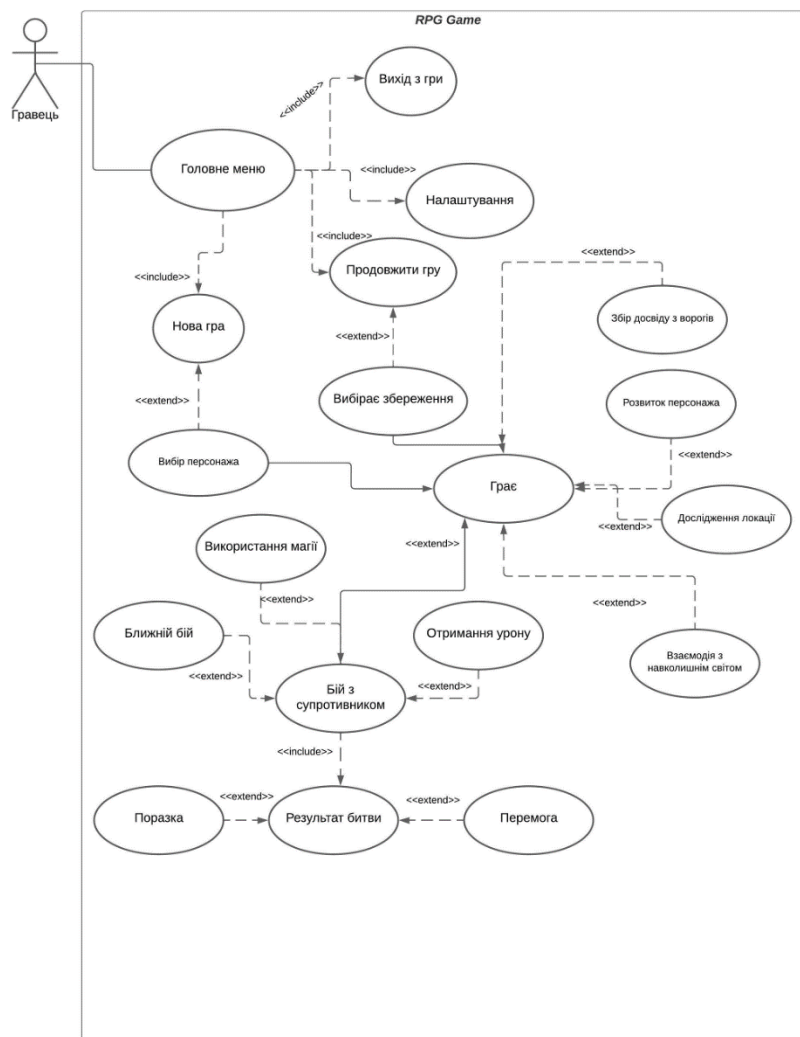 RPG Game
Гравець
Вихід з гри
<<include>>
Головне меню
<<include>>
Налаштування
<<include>>
Продовжити гру
<<extend>>
<<include>>
Нова гра
Збір досвіду з ворогів
<<extend>>
<<extend>>
Вибірає збереження
Розвиток персонажа
Вибір персонажа
<<extend>>
Грає
Дослідження локації
<<extend>>
Використання магії
<<extend>>
<<extend>>
<<extend>>
Ближній бій
Отримання урону
Взаємодія з
навколишнім світом
<<extend>>
<<extend>>
Бій з
супротивником
<<include>>
<<extend>>
<<extend>>
Поразка
Результат битви
Перемога